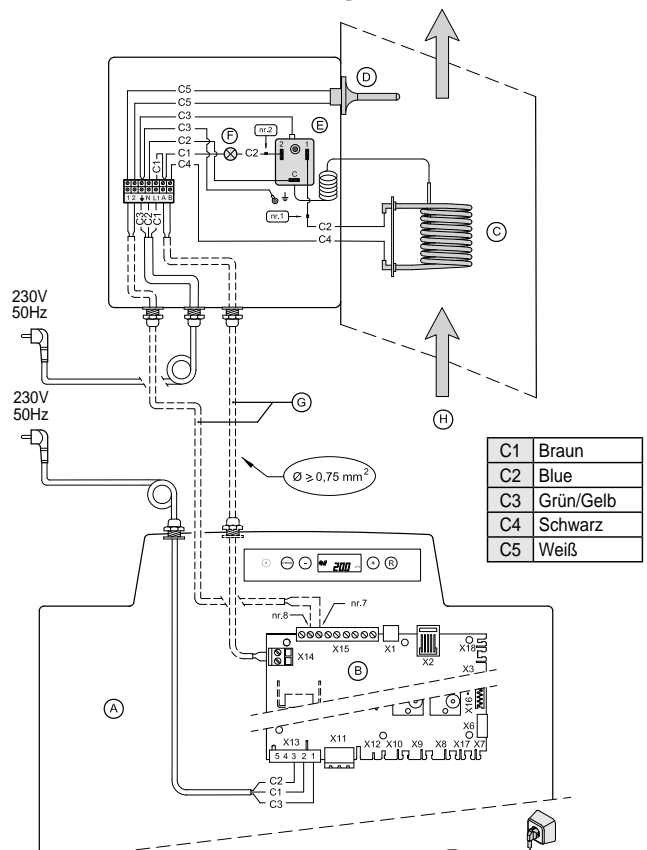 C5
C5
C3
C3
C2
C1
C4
C1
F
C2
nr.2
E
2
1
C
D
nr.1
C2
C4
C
1 2 N L1 A B
C3
C2
C1
230V
50Hz
230V
50Hz
G
H
Ø ≥ 0,75 mm²
C1 Braun
C2 Blue
C3 Grün/Gelb
C4 Schwarz
C5 Weiß
200
R
nr.8
nr.7
X14
X15
X1
X2
X18
X3
B
A
X16
X6
X13
X11
X12 X10 X9 X8 X17 X7
5 4 3 2 1
C2
C1
C3